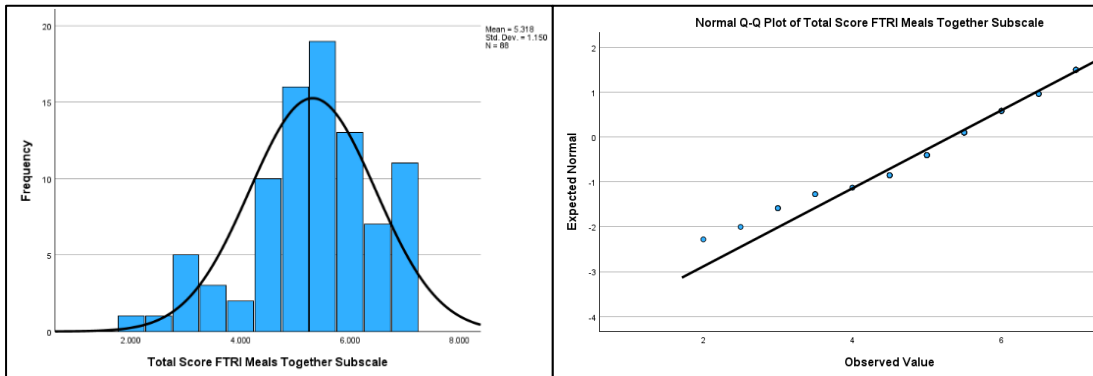 Mean = 5.318
Std. Dev. = 1.150
N = 88
20
15
10
5
0
Frequency
2.000 4.000 6.000 8.000
Total Score FTRI Meals Together Subscale
Normal Q-Q Plot of Total Score FTRI Meals Together Subscale
2
1
0
-1
-2
-3
-4
Expected Normal
2 4 6
Observed Value